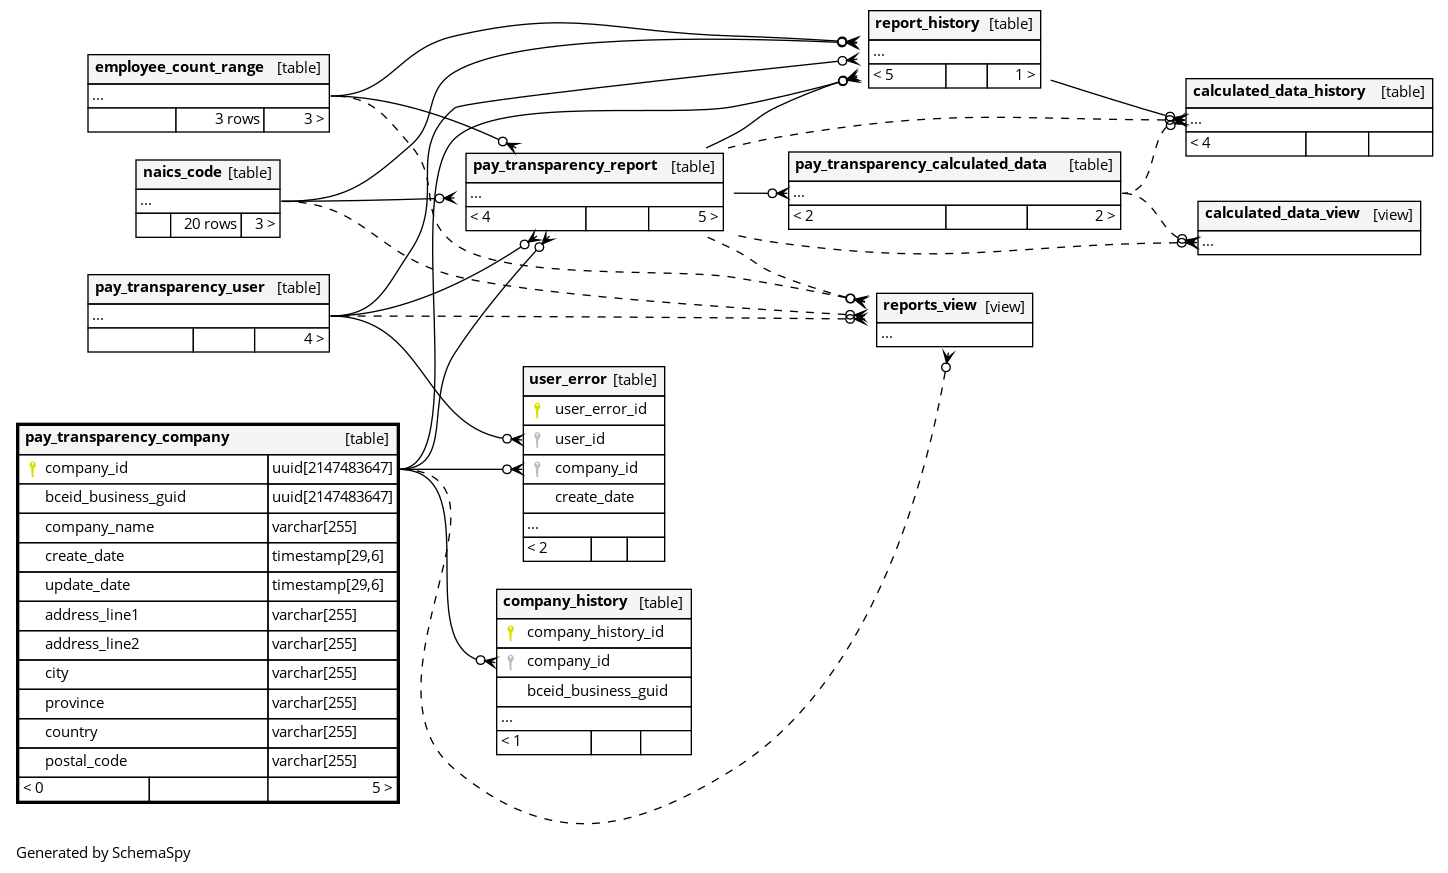 employee_count_range [table]
...
3 rows 3 >
naics_code [table]
...
20 rows 3 >
pay_transparency_user [table]
...
4 >
pay_transparency_company [table]
company_id uuid[2147483647]
bceid_business_guid uuid[2147483647]
company_name varchar[255]
create_date timestamp[29,6]
update_date timestamp[29,6]
address_line1 varchar[255]
address_line2 varchar[255]
city varchar[255]
province varchar[255]
country varchar[255]
postal_code varchar[255]
< 0 5 >
pay_transparency_report [table]
...
< 4 5 >
user_error [table]
user_error_id
user_id
company_id
create_date
...
< 2
company_history [table]
company_history_id
company_id
bceid_business_guid
...
< 1
report_history [table]
...
< 5 1 >
pay_transparency_calculated_data [table]
...
< 2 2 >
reports_view [view]
...
calculated_data_history [table]
...
< 4
calculated_data_view [view]
...
Generated by SchemaSpy